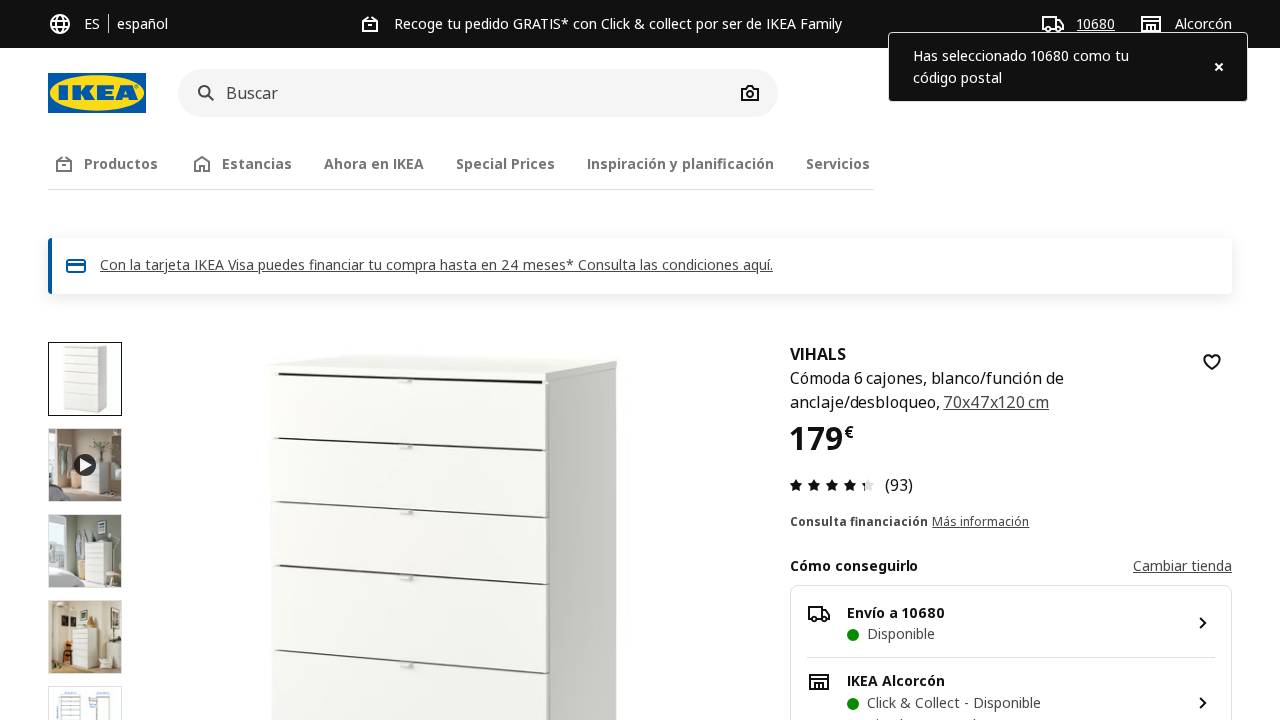 ES
español
Recoge tu pedido GRATIS* con Click & collect por ser de IKEA Family
10680
Alcorcón
Has seleccionado 10680 como tu
código postal
IKEA
Buscar
Productos
Estancias
Ahora en IKEA
Special Prices
Inspiración y planificación
Servicios
Con la tarjeta IKEA Visa puedes financiar tu compra hasta en 24 meses* Consulta las condiciones aquí.
VIHALS
Cómoda 6 cajones, blanco/función de
anclaje/desbloqueo, 70x47x120 cm
179€
(93)
Consulta financiación Más información
Cómo conseguirlo
Cambiar tienda
Envío a 10680
Disponible
IKEA Alcorcón
Click & Collect - Disponible